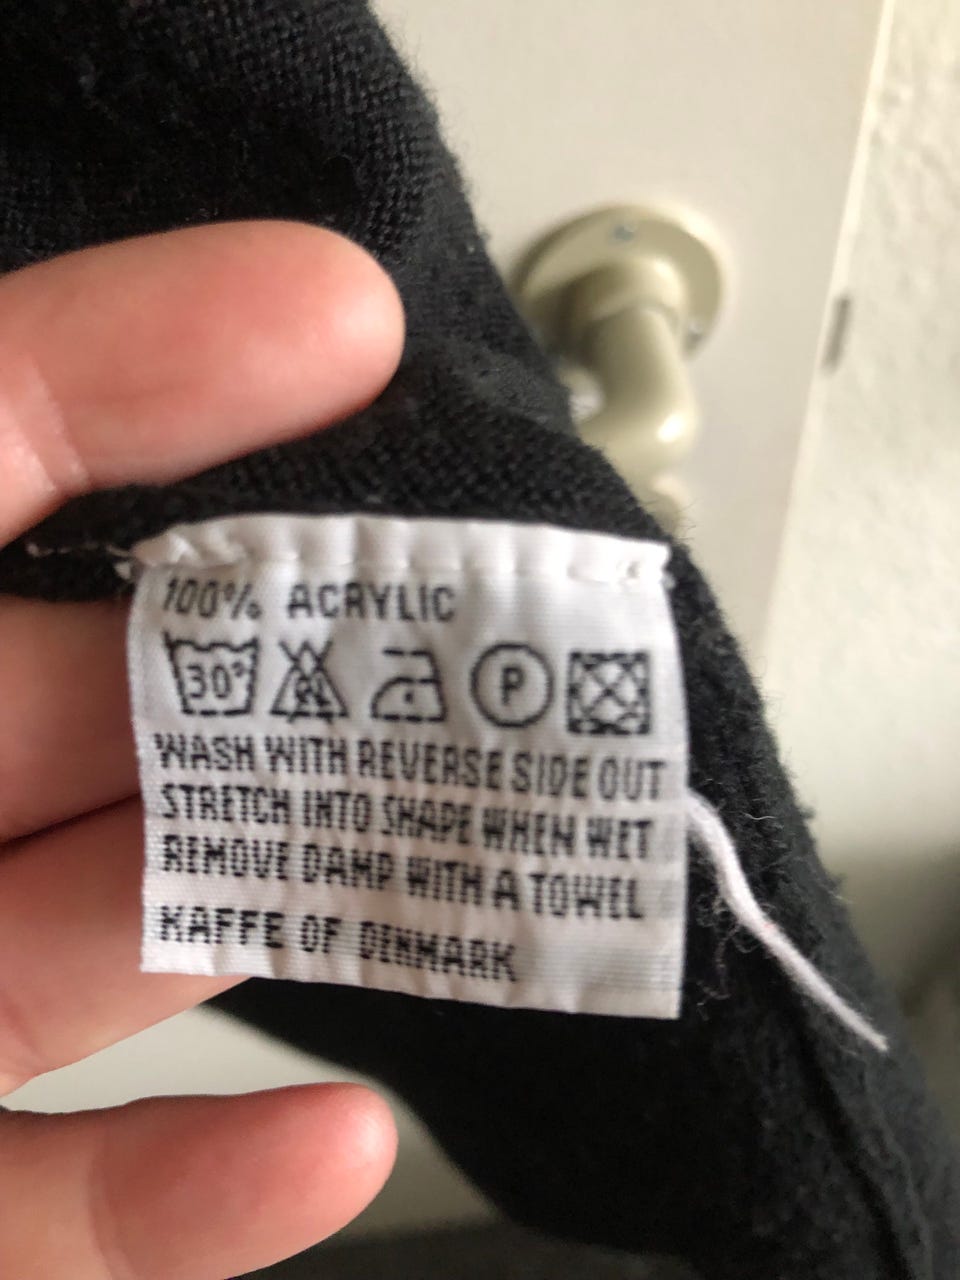 100% ACRYLIC
30° CL P
WASH WITH REVERSE SIDE OUT
STRETCH INTO SHAPE WHEN WET
REMOVE DAMP WITH A TOWEL
KAFFE OF DENMARK